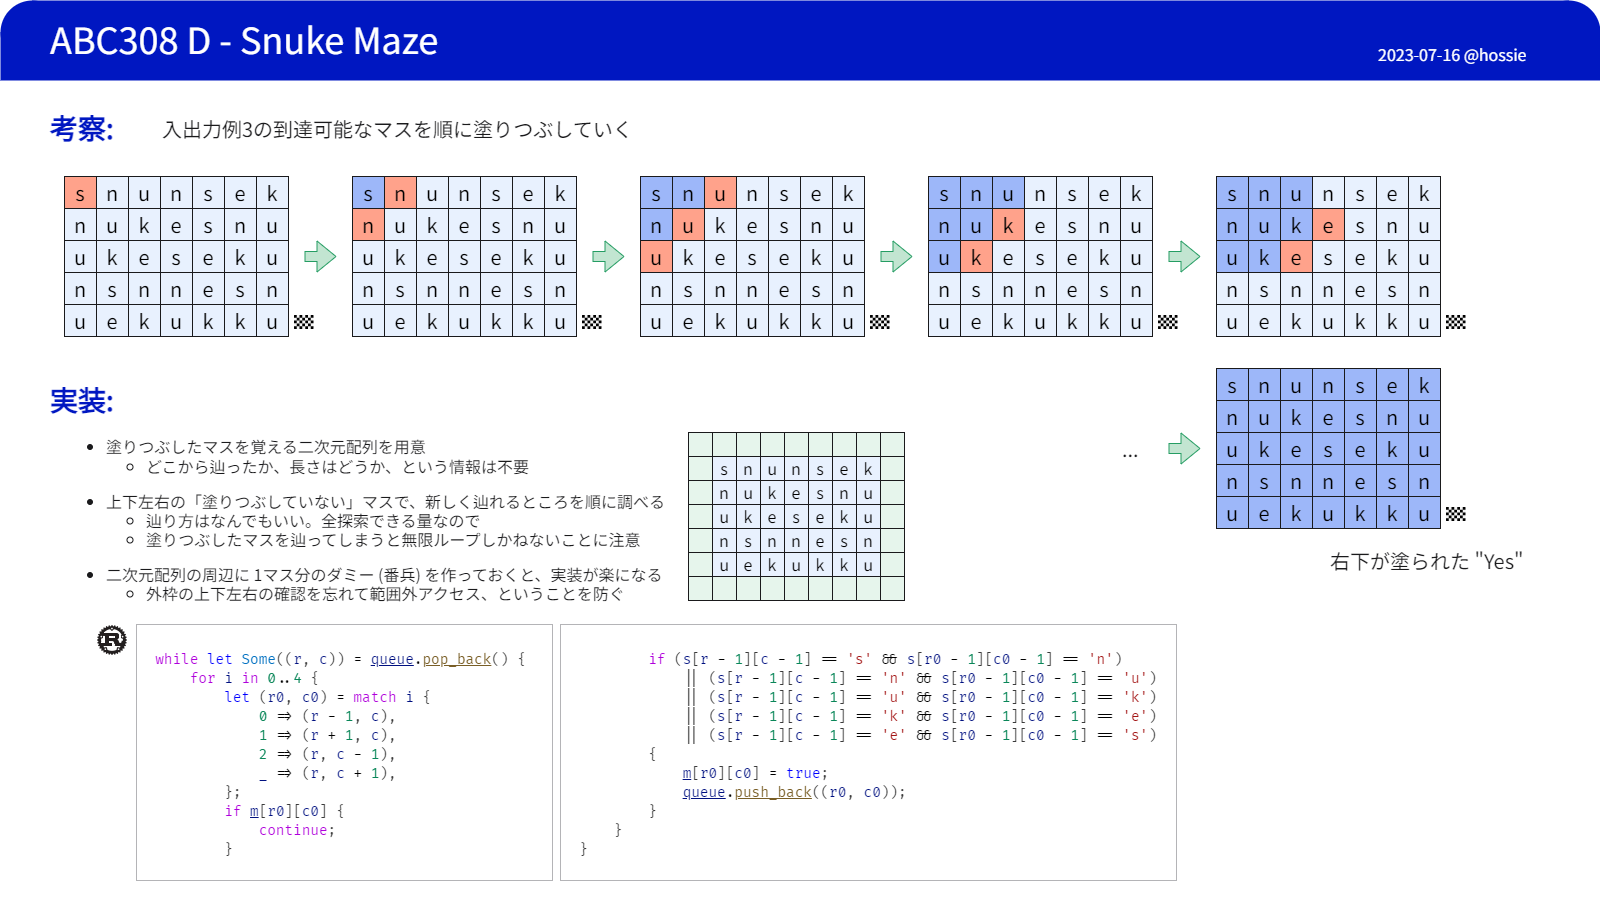 ABC308 D - Snuke Maze
2023-07-16 @hossie
考察:
入出力例3の到達可能なマスを順に塗りつぶしていく
s n u n s e k
n u k e s n u
u k e s e k u
n s n n e s n
u e k u k k u
s n u n s e k
n u k e s n u
u k e s e k u
n s n n e s n
u e k u k k u
s n u n s e k
n u k e s n u
u k e s e k u
n s n n e s n
u e k u k k u
s n u n s e k
n u k e s n u
u k e s e k u
n s n n e s n
u e k u k k u
s n u n s e k
n u k e s n u
u k e s e k u
n s n n e s n
u e k u k k u
...
s n u n s e k
n u k e s n u
u k e s e k u
n s n n e s n
u e k u k k u
右下が塗られた "Yes"
実装:
塗りつぶしたマスを覚える二次元配列を用意
どこから辿ったか、長さはどうか、という情報は不要
上下左右の「塗りつぶしていない」マスで、新しく辿れるところを順に調べる
辿り方はなんでもいい。全探索できる量なので
塗りつぶしたマスを辿ってしまうと無限ループしかねないことに注意
二次元配列の周辺に 1マス分のダミー (番兵) を作っておくと、実装が楽になる
外枠の上下左右の確認を忘れて範囲外アクセス、ということを防ぐ
s n u n s e k
n u k e s n u
u k e s e k u
n s n n e s n
u e k u k k u
R
while let Some((r, c)) = queue.pop_back() {
for i in 0..4 {
let (r0, c0) = match i {
0 => (r - 1, c),
1 => (r + 1, c),
2 => (r, c - 1),
_ => (r, c + 1),
};
if m[r0][c0] {
continue;
}
if (s[r - 1][c - 1] == 's' && s[r0 - 1][c0 - 1] == 'n')
|| (s[r - 1][c - 1] == 'n' && s[r0 - 1][c0 - 1] == 'u')
|| (s[r - 1][c - 1] == 'u' && s[r0 - 1][c0 - 1] == 'k')
|| (s[r - 1][c - 1] == 'k' && s[r0 - 1][c0 - 1] == 'e')
|| (s[r - 1][c - 1] == 'e' && s[r0 - 1][c0 - 1] == 's')
{
m[r0][c0] = true;
queue.push_back((r0, c0));
}
}
}